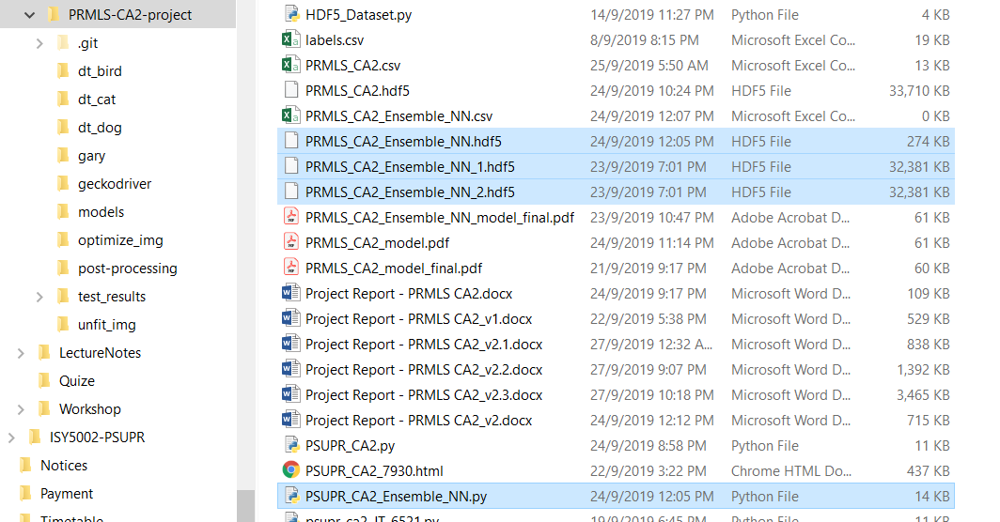 PRMLS-CA2-project
.git
dt_bird
dt_cat
dt_dog
gary
geckodriver
models
optimize_img
post-processing
test_results
unfit_img
LectureNotes
Quize
Workshop
ISY5002-PSUPR
Notices
Payment
Timetable
HDF5_Dataset.py 14/9/2019 11:27 PM Python File 4 KB
labels.csv 8/9/2019 8:15 PM Microsoft Excel Co... 19 KB
PRMLS_CA2.csv 25/9/2019 5:50 AM Microsoft Excel Co... 13 KB
PRMLS_CA2.hdf5 24/9/2019 10:24 PM HDF5 File 33,710 KB
PRMLS_CA2_Ensemble_NN.csv 24/9/2019 12:07 PM Microsoft Excel Co... 0 KB
PRMLS_CA2_Ensemble_NN.hdf5 24/9/2019 12:05 PM HDF5 File 274 KB
PRMLS_CA2_Ensemble_NN_1.hdf5 23/9/2019 7:01 PM HDF5 File 32,381 KB
PRMLS_CA2_Ensemble_NN_2.hdf5 23/9/2019 7:01 PM HDF5 File 32,381 KB
PRMLS_CA2_Ensemble_NN_model_final.pdf 23/9/2019 10:47 PM Adobe Acrobat D... 61 KB
PRMLS_CA2_model.pdf 24/9/2019 11:14 PM Adobe Acrobat D... 61 KB
PRMLS_CA2_model_final.pdf 21/9/2019 9:17 PM Adobe Acrobat D... 60 KB
Project Report - PRMLS CA2.docx 24/9/2019 9:17 PM Microsoft Word D... 109 KB
Project Report - PRMLS CA2_v1.docx 22/9/2019 5:38 PM Microsoft Word D... 529 KB
Project Report - PRMLS CA2_v2.1.docx 27/9/2019 12:32 A... Microsoft Word D... 838 KB
Project Report - PRMLS CA2_v2.2.docx 27/9/2019 9:07 PM Microsoft Word D... 1,392 KB
Project Report - PRMLS CA2_v2.3.docx 27/9/2019 10:18 PM Microsoft Word D... 3,465 KB
Project Report - PRMLS CA2_v2.docx 24/9/2019 12:12 PM Microsoft Word D... 715 KB
PSUPR_CA2.py 24/9/2019 8:58 PM Python File 11 KB
PSUPR_CA2_7930.html 22/9/2019 3:22 PM Chrome HTML Do... 437 KB
PSUPR_CA2_Ensemble_NN.py 24/9/2019 12:05 PM Python File 14 KB
psupr_ca2_IT_6521.py 19/9/2019 6:45 PM Python File 11 KB